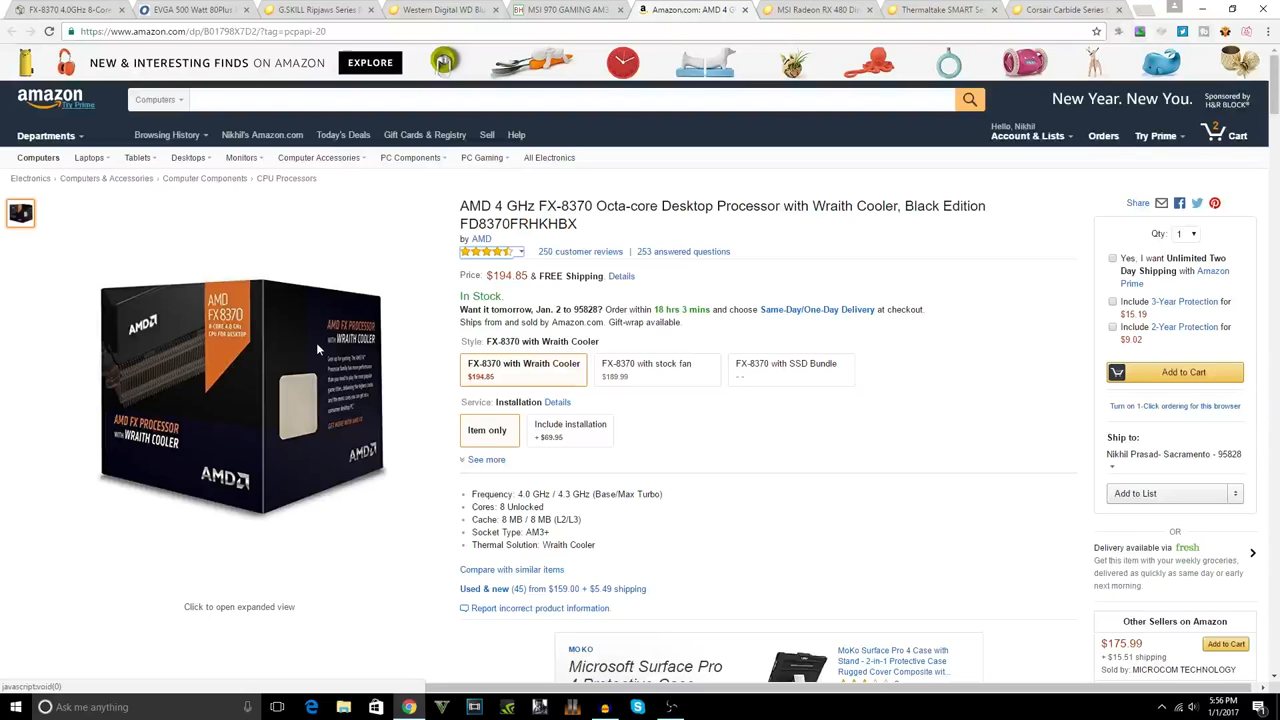 FX-8370 4.0GHz 8-Core
EVGA 500 Watt 80Plus
G.SKILL Ripjaws Series
Western Digital WD Blu
MSI 970 GAMING AM3
Amazon.com: AMD 4 G
MSI Radeon RX 480 Dir
Thermaltake SMART Se
Corsair Carbide Series
https://www.amazon.com/dp/B01798X7D2/?tag=pcpapi-20
NEW & INTERESTING FINDS ON AMAZON
EXPLORE
amazon
Try Prime
Computers
New Year. New You.
Sponsored by
H&R BLOCK
Departments
Browsing History
Nikhil's Amazon.com
Today's Deals
Gift Cards & Registry
Sell
Help
Hello, Nikhil
Account & Lists
Orders
Try Prime
2
Cart
Computers
Laptops
Tablets
Desktops
Monitors
Computer Accessories
PC Components
PC Gaming
All Electronics
Electronics › Computers & Accessories › Computer Components › CPU Processors
AMD 4 GHz FX-8370 Octa-core Desktop Processor with Wraith Cooler, Black Edition
FD8370FRHKHBX
by AMD
250 customer reviews | 253 answered questions
Price: $194.85 & FREE Shipping. Details
In Stock.
Want it tomorrow, Jan. 2 to 95828? Order within 18 hrs 3 mins and choose Same-Day/One-Day Delivery at checkout.
Ships from and sold by Amazon.com. Gift-wrap available.
Style: FX-8370 with Wraith Cooler
FX-8370 with Wraith Cooler
$194.85
FX-8370 with stock fan
$189.99
FX-8370 with SSD Bundle
- -
Service: Installation Details
Item only
Include installation
+ $69.95
See more
Frequency: 4.0 GHz / 4.3 GHz (Base/Max Turbo)
Cores: 8 Unlocked
Cache: 8 MB / 8 MB (L2/L3)
Socket Type: AM3+
Thermal Solution: Wraith Cooler
Compare with similar items
Used & new (45) from $159.00 + $5.49 shipping
Report incorrect product information.
MOKO
Microsoft Surface Pro
4 Protective Case
MoKo Surface Pro 4 Case with
Stand - 2-in-1 Protective Case
Rugged Cover Composite wit...
AMD
AMD
FX 8370
8-CORE 4.0 GHz
CPU FOR DESKTOP
AMD FX PROCESSOR
WITH WRAITH COOLER
AMD FX PROCESSOR
WITH WRAITH COOLER
AMD
AMD
Click to open expanded view
Share
Qty: 1
Yes, I want Unlimited Two
Day Shipping with Amazon
Prime
Include 3-Year Protection for
$15.19
Include 2-Year Protection for
$9.02
Add to Cart
Turn on 1-Click ordering for this browser
Ship to:
Nikhil Prasad- Sacramento - 95828
Add to List
OR
Delivery available via fresh
Get this item with your weekly groceries,
delivered as quickly as same day or early
next morning.
Other Sellers on Amazon
$175.99
+ $15.51 shipping
Add to Cart
Sold by: MICROCOM TECHNOLOGY
javascript:void(0)
Ask me anything
5:56 PM
1/1/2017